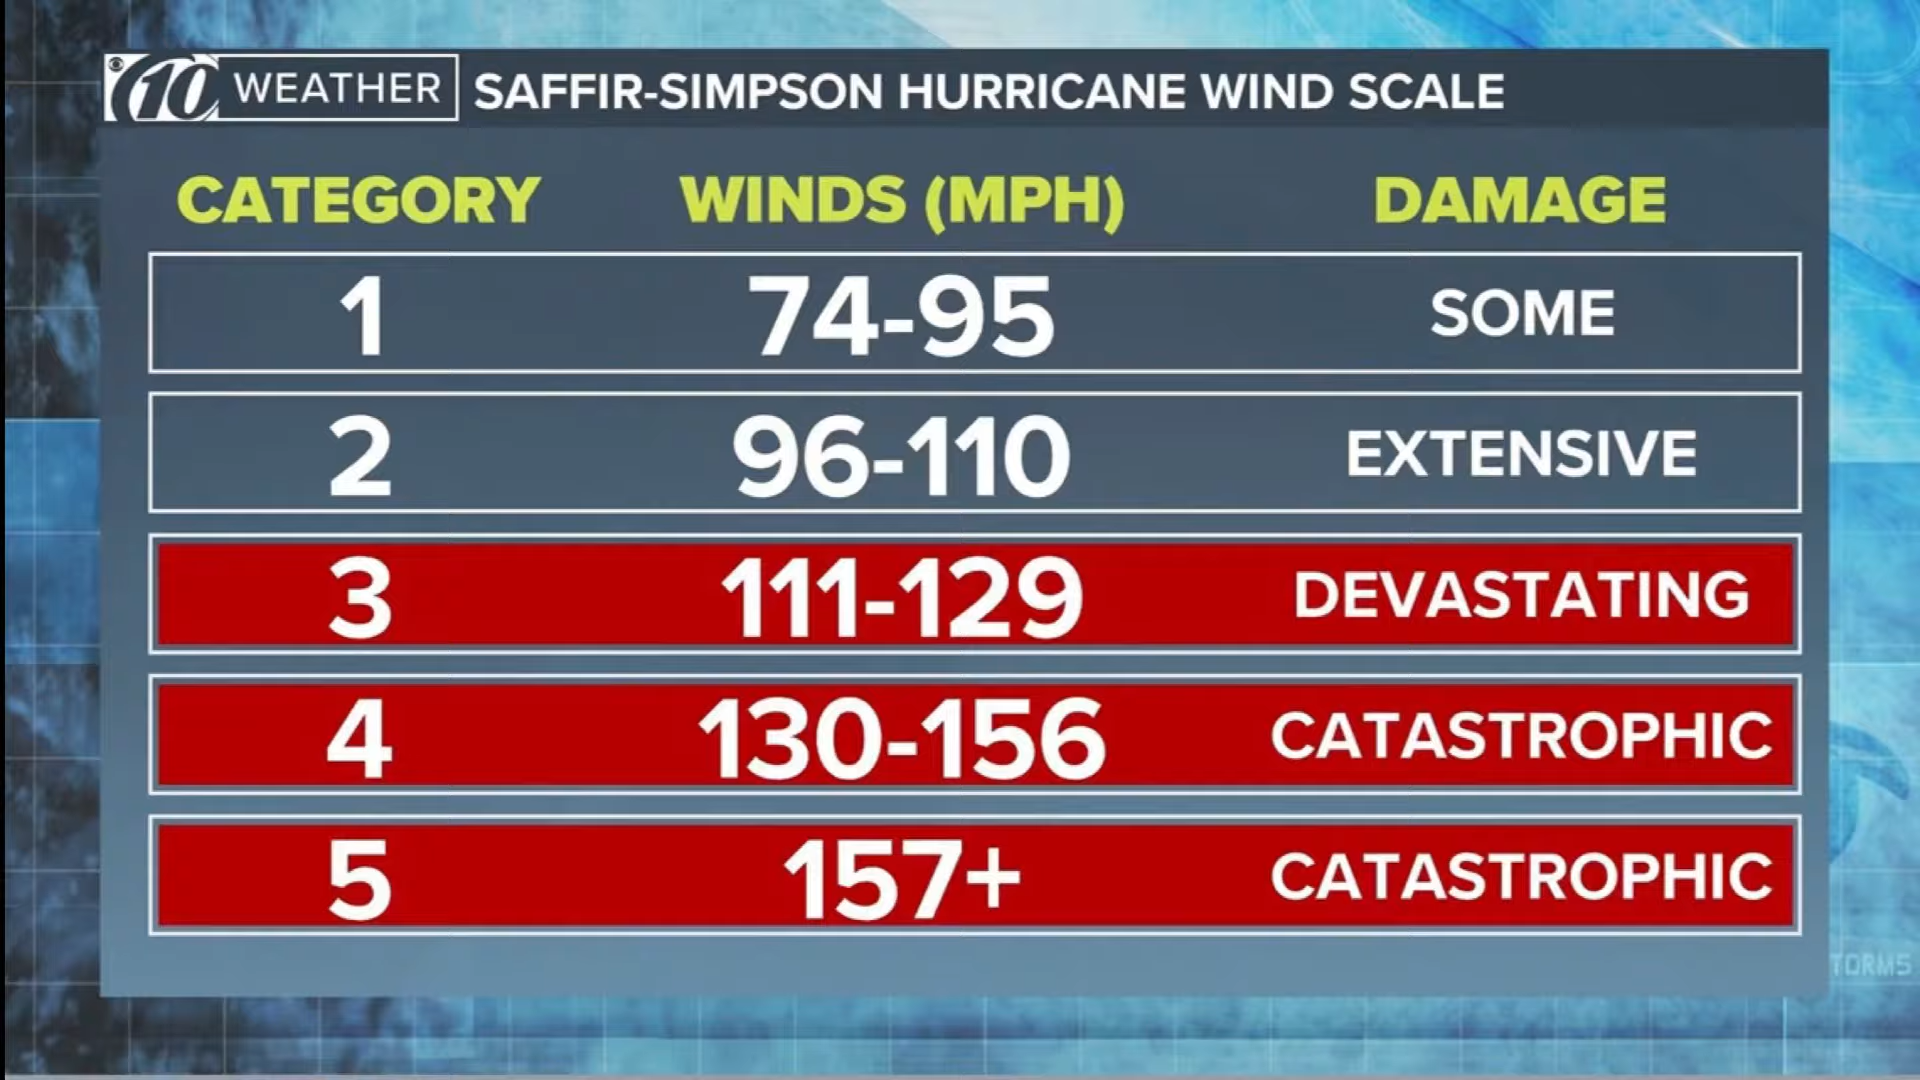 10 WEATHER SAFFIR-SIMPSON HURRICANE WIND SCALE
CATEGORY WINDS (MPH) DAMAGE
1 74-95 SOME
2 96-110 EXTENSIVE
3 111-129 DEVASTATING
4 130-156 CATASTROPHIC
5 157+ CATASTROPHIC